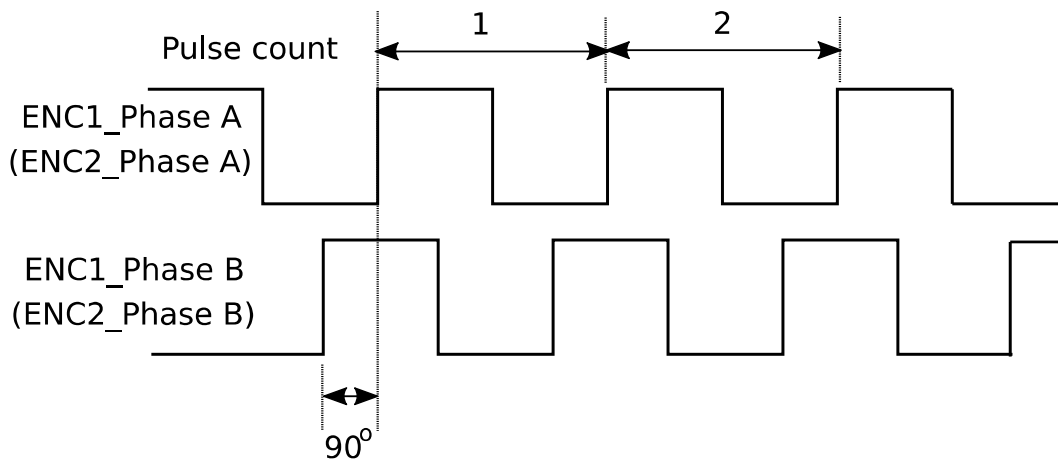 1
2
Pulse count
ENC1_Phase A
(ENC2_Phase A)
ENC1_Phase B
(ENC2_Phase B)
90°